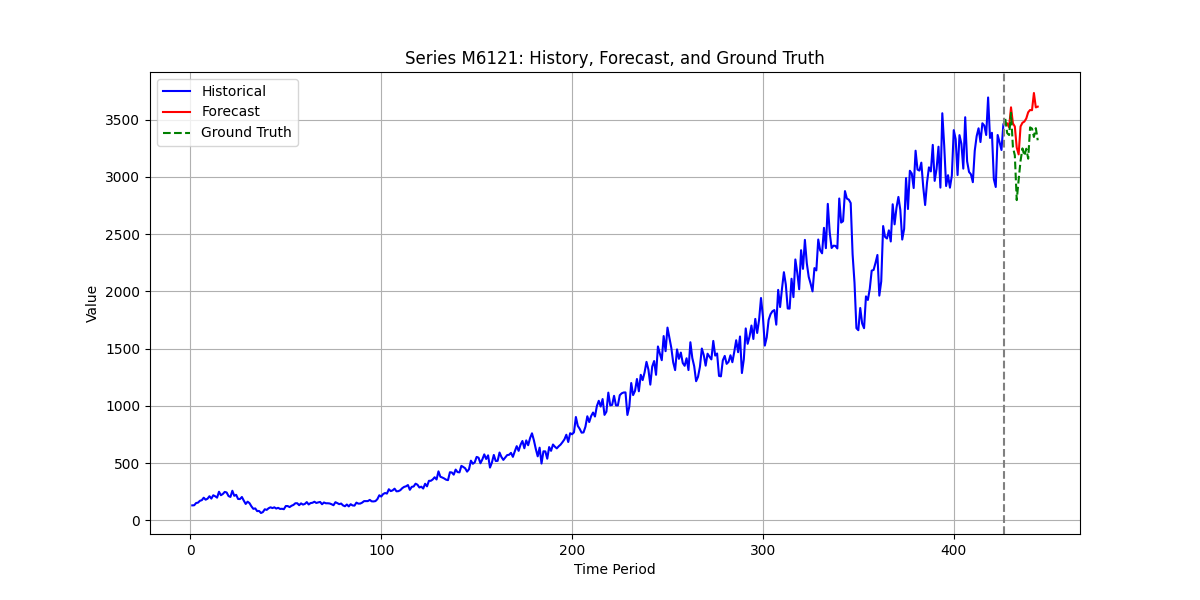 Series M6121: History, Forecast, and Ground Truth
Historical
Forecast
Ground Truth
3500
3000
2500
2000
1500
1000
500
0
Value
0 100 200 300 400
Time Period